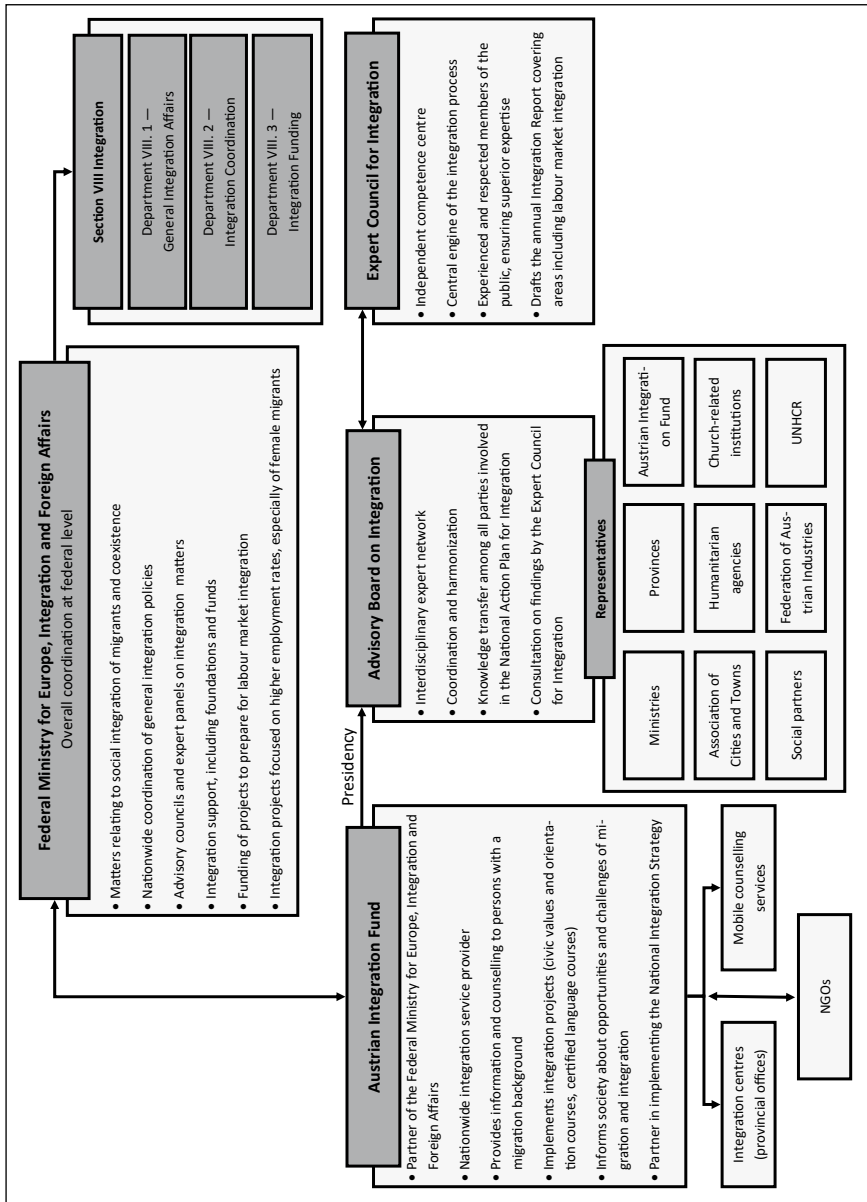 Federal Ministry for Europe, Integration and Foreign Affairs
Overall coordination at federal level
• Matters relating to social integration of migrants and coexistence
• Nationwide coordination of general integration policies
• Advisory councils and expert panels on integration matters
• Integration support, including foundations and funds
• Funding of projects to prepare for labour market integration
• Integration projects focused on higher employment rates, especially of female migrants
Section VIII Integration
Department VIII. 1 —
General Integration Affairs
Department VIII. 2 —
Integration Coordination
Department VIII. 3 —
Integration Funding
Austrian Integration Fund
• Partner of the Federal Ministry for Europe, Integration and
Foreign Affairs
• Nationwide integration service provider
• Provides information and counselling to persons with a
migration background
• Implements integration projects (civic values and orienta-
tion courses, certified language courses)
• Informs society about opportunities and challenges of mi-
gration and integration
• Partner in implementing the National Integration Strategy
Presidency
Advisory Board on Integration
• Interdisciplinary expert network
• Coordination and harmonization
• Knowledge transfer among all parties involved
in the National Action Plan for Integration
• Consultation on findings by the Expert Council
for Integration
Expert Council for Integration
• Independent competence centre
• Central engine of the integration process
• Experienced and respected members of the
public, ensuring superior expertise
• Drafts the annual Integration Report covering
areas including labour market integration
Representatives
Ministries
Provinces
Austrian Integrati-
on Fund
Association of
Cities and Towns
Humanitarian
agencies
Church-related
institutions
Social partners
Federation of Aus-
trian Industries
UNHCR
Integration centres
(provincial offices)
Mobile counselling
services
NGOs